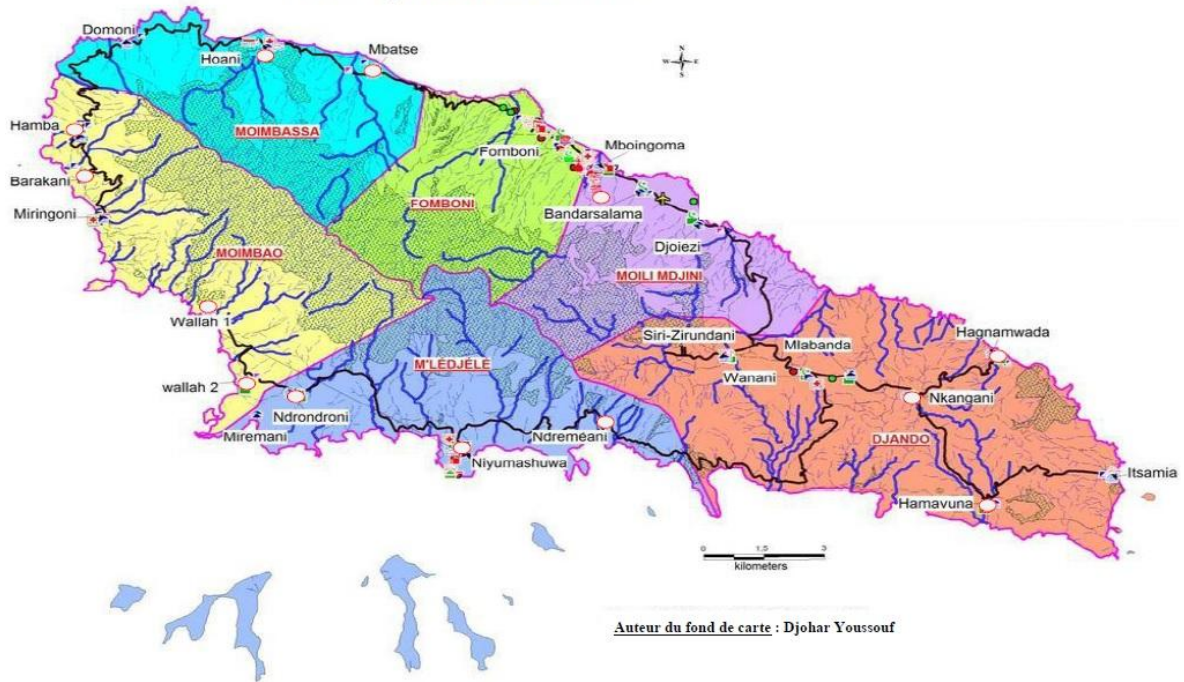 Domoni
Hoani
Mbatse
N
W E
S
Hamba
MOIMBASSA
Fomboni
Mboingoma
Barakani
Miringoni
FOMBONI
Bandarsalama
MOIMBAO
Djoiezi
MOILI MDJINI
Wallah 1
Siri-Zirundani
Mlabanda
Hagnamwada
M'LEDJÉLÉ
Wanani
wallah 2
Ndrondroni
Nkangani
Miremani
Ndreméani
DJANDO
Niyumashuwa
Itsamia
Hamavuna
0 1.5 3
kilometers
Auteur du fond de carte : Djohar Youssouf